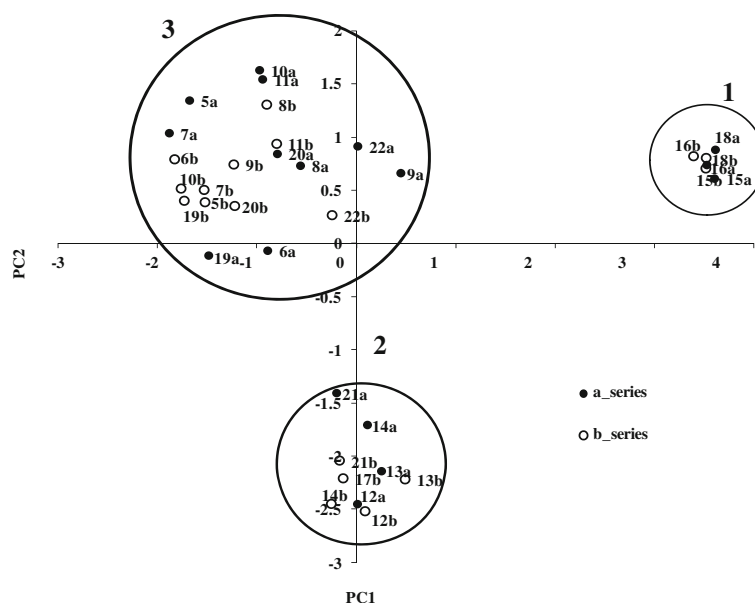 3
2
10a
11a
1.5
5a
8b
1
18a
7a
1
11b
22a
16b
20a
18b
6b
9b
8a
9a
16a
15b
15a
10b
7b
0.5
5b
20b
19b
22b
0
19a
6a
-3
-2
-1
0
1
2
3
4
PC2
-0.5
-1
2
21a
-1.5
a_series
14a
b_series
-2
21b
13a
17b
13b
14b
12a
-2.5
12b
-3
PC1